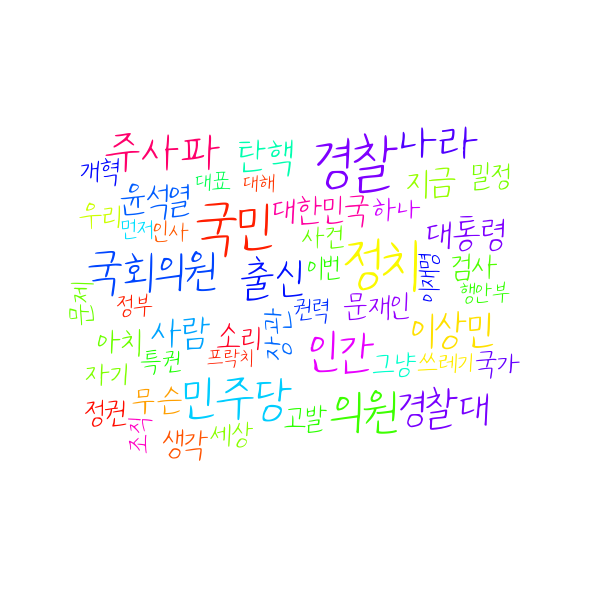 주사파
탄핵
경찰
나라
개혁
윤석열
대표
대해
지금
밀정
우리
먼저
인사
국민
대한민국
하나
사건
대통령
국회의원
출신
이번
정치
이재명
검사
행안부
문제
정부
권력
문재인
아치
사람
소리
장관
인간
이상민
자기
특권
프락치
그냥
쓰레기
국가
정권
무슨
민주당
고발
의원
경찰대
조직
생각
세상